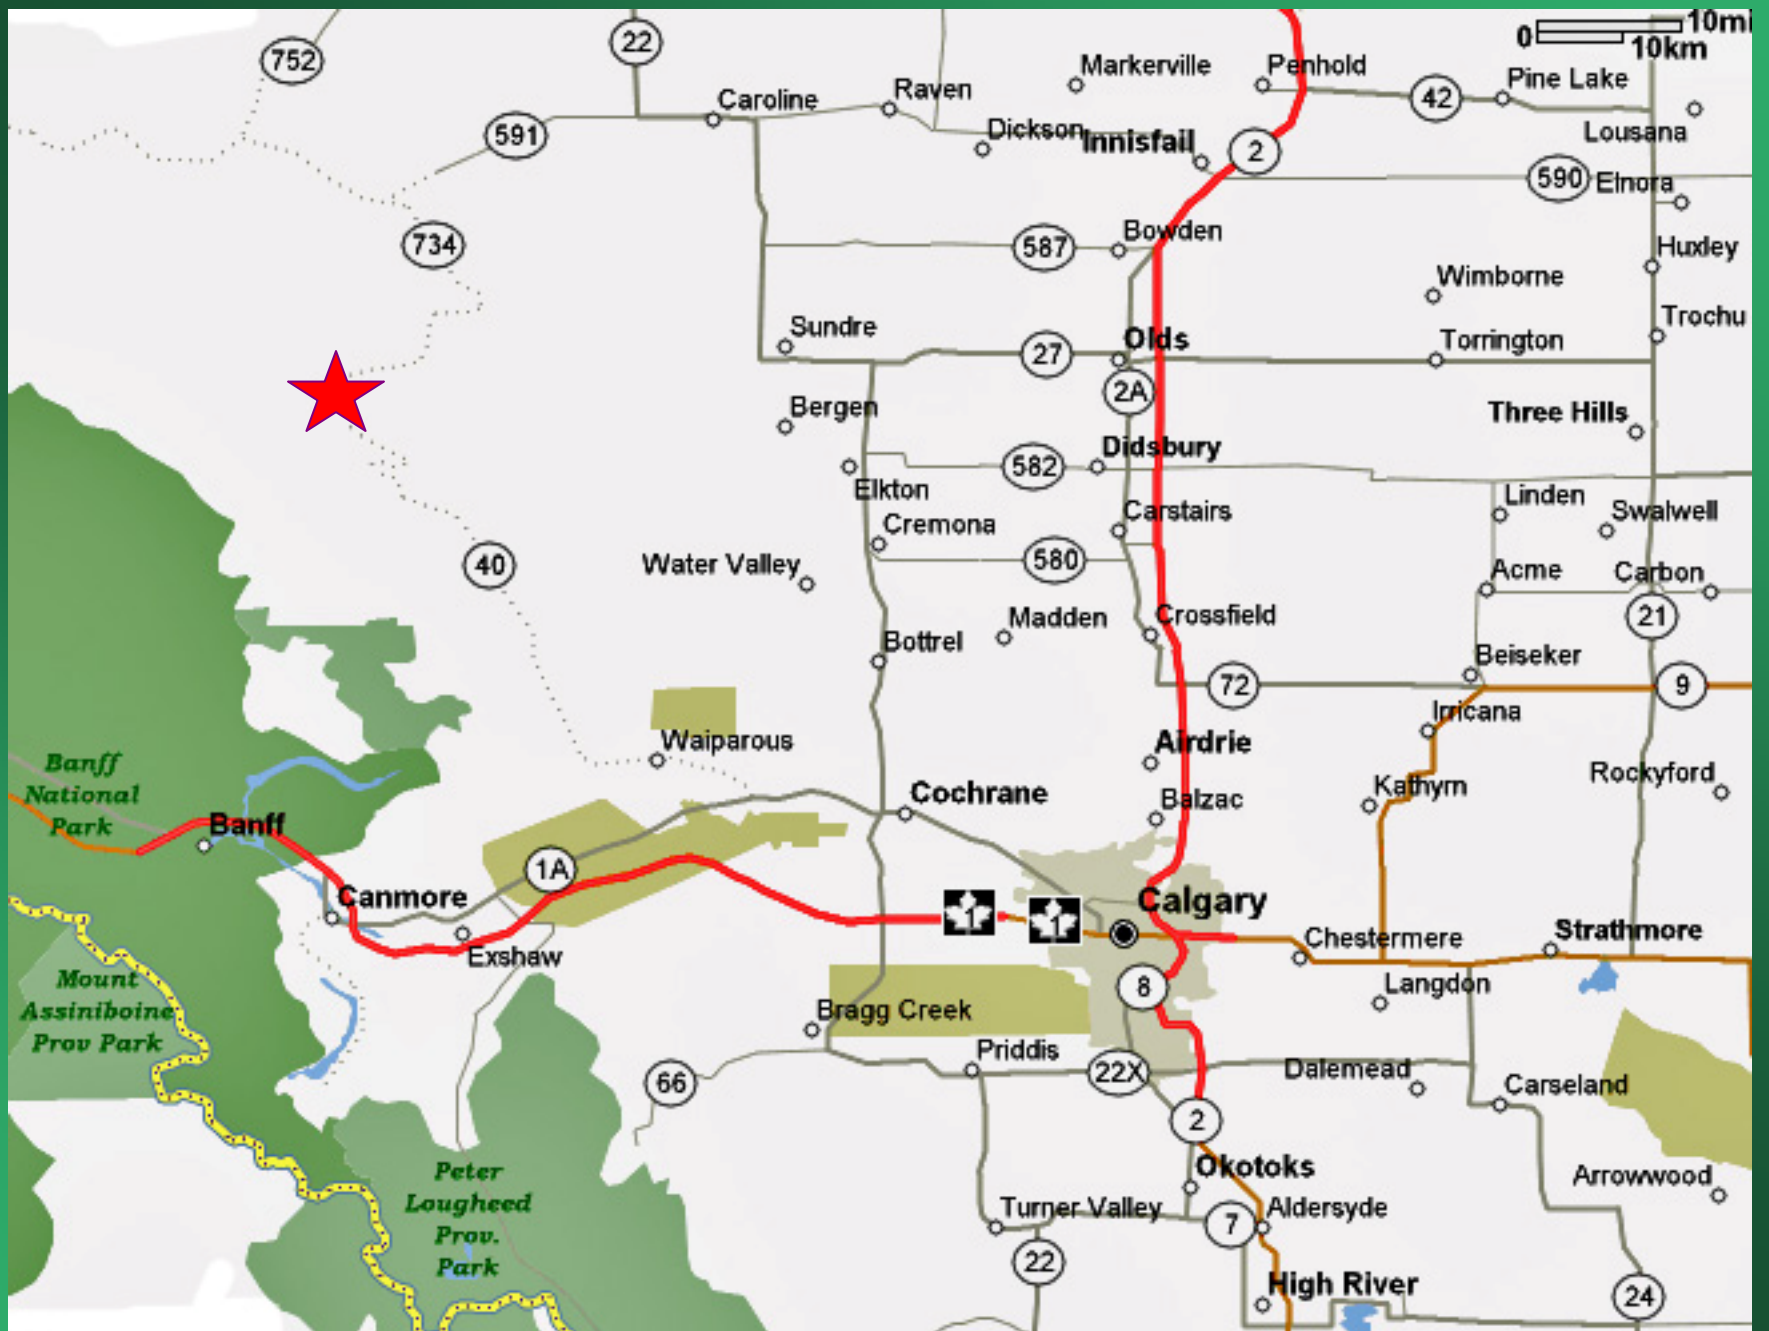 10mi
0
10km
752
22
Caroline
Raven
Markerville
Penhold
42
Pine Lake
Lousana
591
Dickson
Innisfail
2
590
Elnora
734
587
Bowden
Huxley
Wimborne
Sundre
27
Olds
Torrington
Trochu
2A
Bergen
Three Hills
582
Didsbury
Elkton
Linden
Swalwell
Cremona
Carstairs
40
Water Valley
580
Acme
Carbon
21
Madden
Crossfield
Bottrel
Beiseker
72
9
Irricana
Waiparous
Airdrie
Banff
National
Park
Rockyford
Kathyrn
Cochrane
Balzac
Banff
1A
Canmore
1
1
Calgary
Exshaw
Chestermere
Strathmore
Mount
Assiniboine
Prov Park
8
Langdon
Bragg Creek
Priddis
66
22X
Dalemead
Carseland
2
Okotoks
Peter
Lougheed
Prov.
Park
Arrowwood
Turner Valley
7
Aldersyde
22
High River
24